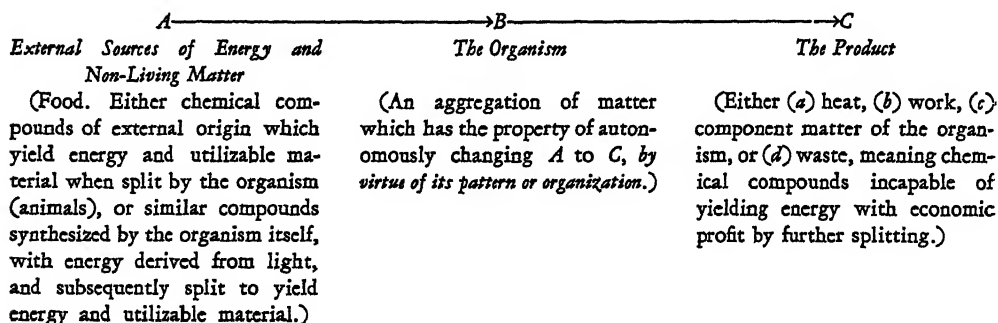 A B C
External Sources of Energy and
Non-Living Matter
(Food. Either chemical com-
pounds of external origin which
yield energy and utilizable ma-
terial when split by the organism
(animals), or similar compounds
synthesized by the organism itself,
with energy derived from light,
and subsequently split to yield
energy and utilizable material.)
The Organism
(An aggregation of matter
which has the property of auton-
omously changing A to C, by
virtue of its pattern or organization.)
The Product
(Either (a) heat, (b) work, (c)
component matter of the organ-
ism, or (d) waste, meaning chem-
ical compounds incapable of
yielding energy with economic
profit by further splitting.)